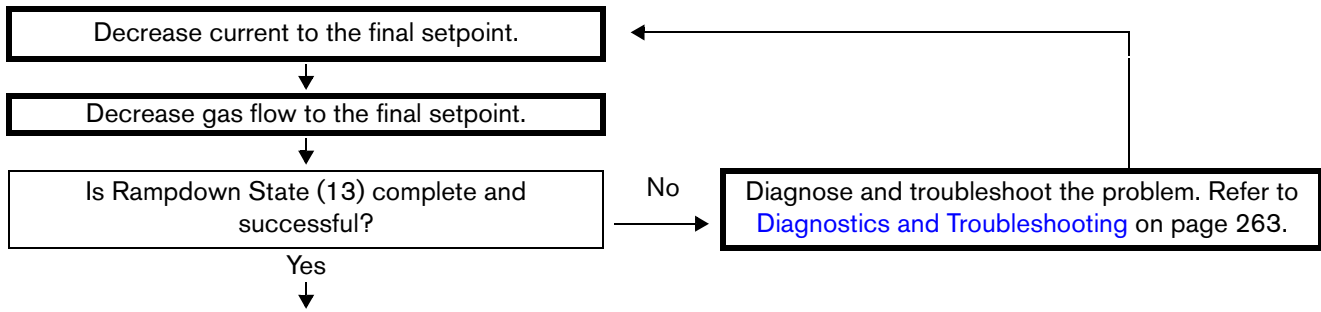 Decrease current to the final setpoint.
Decrease gas flow to the final setpoint.
Is Rampdown State (13) complete and
successful?
No
Diagnose and troubleshoot the problem. Refer to
Diagnostics and Troubleshooting on page 263.
Yes